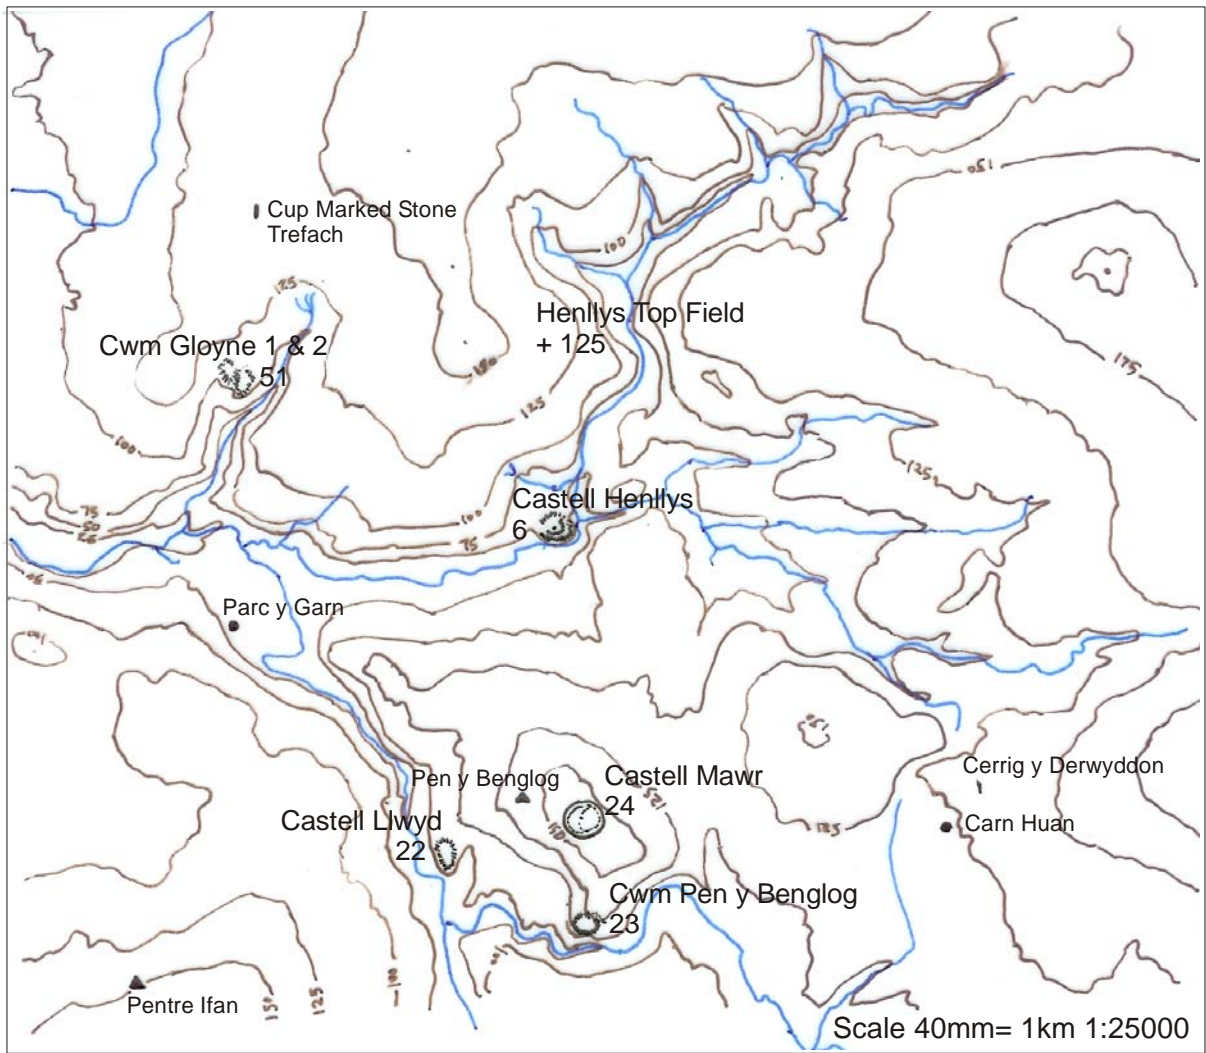 150
Cup Marked Stone
Trefach
100
125
Henllys Top Field
+ 125
Cwm Gloyne 1 & 2
51
175
125
100
125
75
50
25
Castell Henllys
6
100
75
Parc y Garn
150
Cerrig y Derwyddon
Pen y Benglog
Castell Mawr
24
125
Castell Llwyd
22
150
125
Carn Huan
Cwm Pen y Benglog
23
100
Pentre Ifan
150
125
100
Scale 40mm= 1km 1:25000